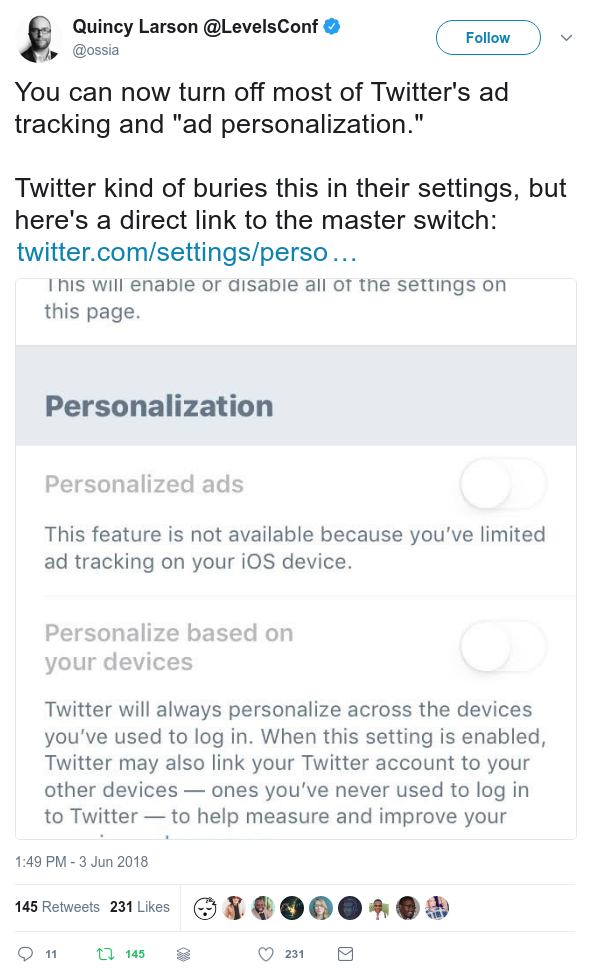 Quincy Larson @LevelsConf
@ossia
Follow
You can now turn off most of Twitter's ad
tracking and "ad personalization."
Twitter kind of buries this in their settings, but
here's a direct link to the master switch:
twitter.com/settings/perso…
This will enable or disable all of the settings on
this page.
Personalization
Personalized ads
This feature is not available because you’ve limited
ad tracking on your iOS device.
Personalize based on
your devices
Twitter will always personalize across the devices
you’ve used to log in. When this setting is enabled,
Twitter may also link your Twitter account to your
other devices — ones you’ve never used to log in
to Twitter — to help measure and improve your
1:49 PM - 3 Jun 2018
145 Retweets 231 Likes
11 145 231